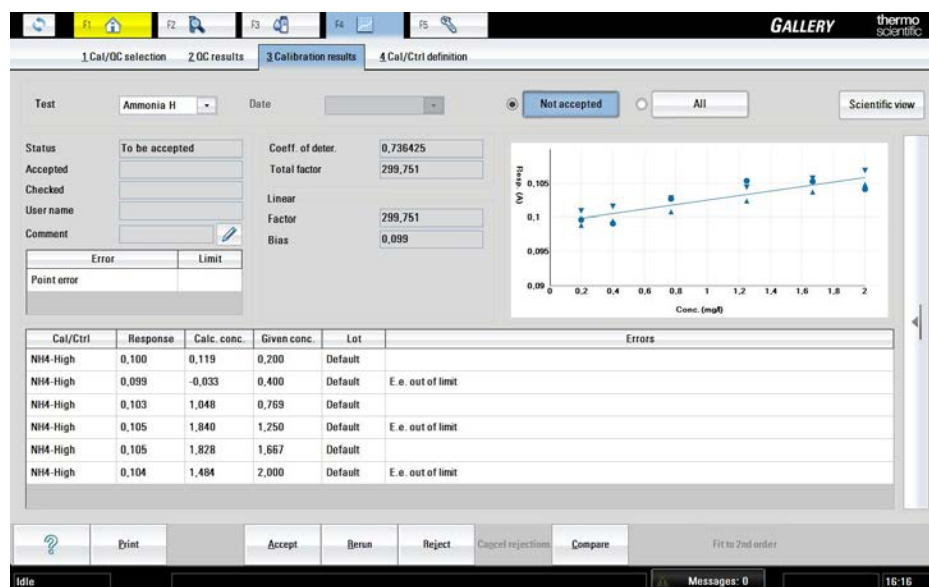 F1 F2 F3 F4 F5 GALLERY thermo scientific
1 Cal/QC selection 2 QC results 3 Calibration results 4 Cal/Ctrl definition
Test Ammonia H Date Not accepted All Scientific view
Status To be accepted Coeff. of deter. 0,736425
Accepted Total factor 299,751
Checked
Linear
User name
Factor 299,751
Comment
Bias 0,099
Error Limit
Point error
Resp. (A)
0,105
0,1
0,095
0,09
0 0,2 0,4 0,6 0,8 1 1,2 1,4 1,6 1,8 2
Conc. (mg/l)
Cal/Ctrl Response Calc. conc. Given conc. Lot Errors
NH4-High 0,100 0,119 0,200 Default
NH4-High 0,099 -0,033 0,400 Default E.e. out of limit
NH4-High 0,103 1,048 0,769 Default
NH4-High 0,105 1,840 1,250 Default E.e. out of limit
NH4-High 0,105 1,828 1,667 Default
NH4-High 0,104 1,484 2,000 Default E.e. out of limit
? Print Accept Rerun Reject Cancel rejections Compare Fit to 2nd order
Idle Messages: 0 16:16